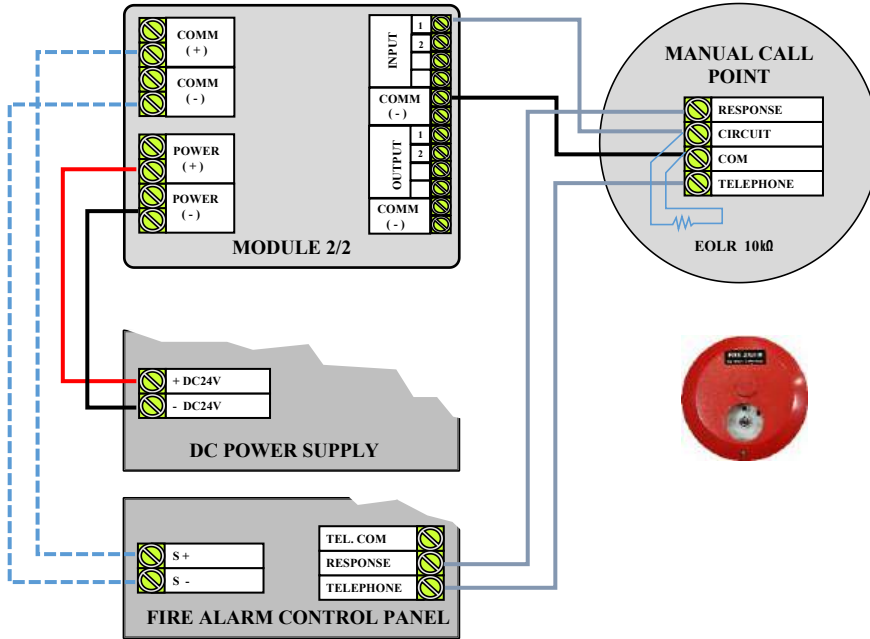 COMM
( + )
COMM
( - )
POWER
( + )
POWER
( - )
INPUT
1
2
COMM
( - )
OUTPUT
1
2
COMM
( - )
MODULE 2/2
MANUAL CALL
POINT
RESPONSE
CIRCUIT
COM
TELEPHONE
EOLR 10kΩ
+ DC24V
- DC24V
DC POWER SUPPLY
S +
S -
TEL. COM
RESPONSE
TELEPHONE
FIRE ALARM CONTROL PANEL